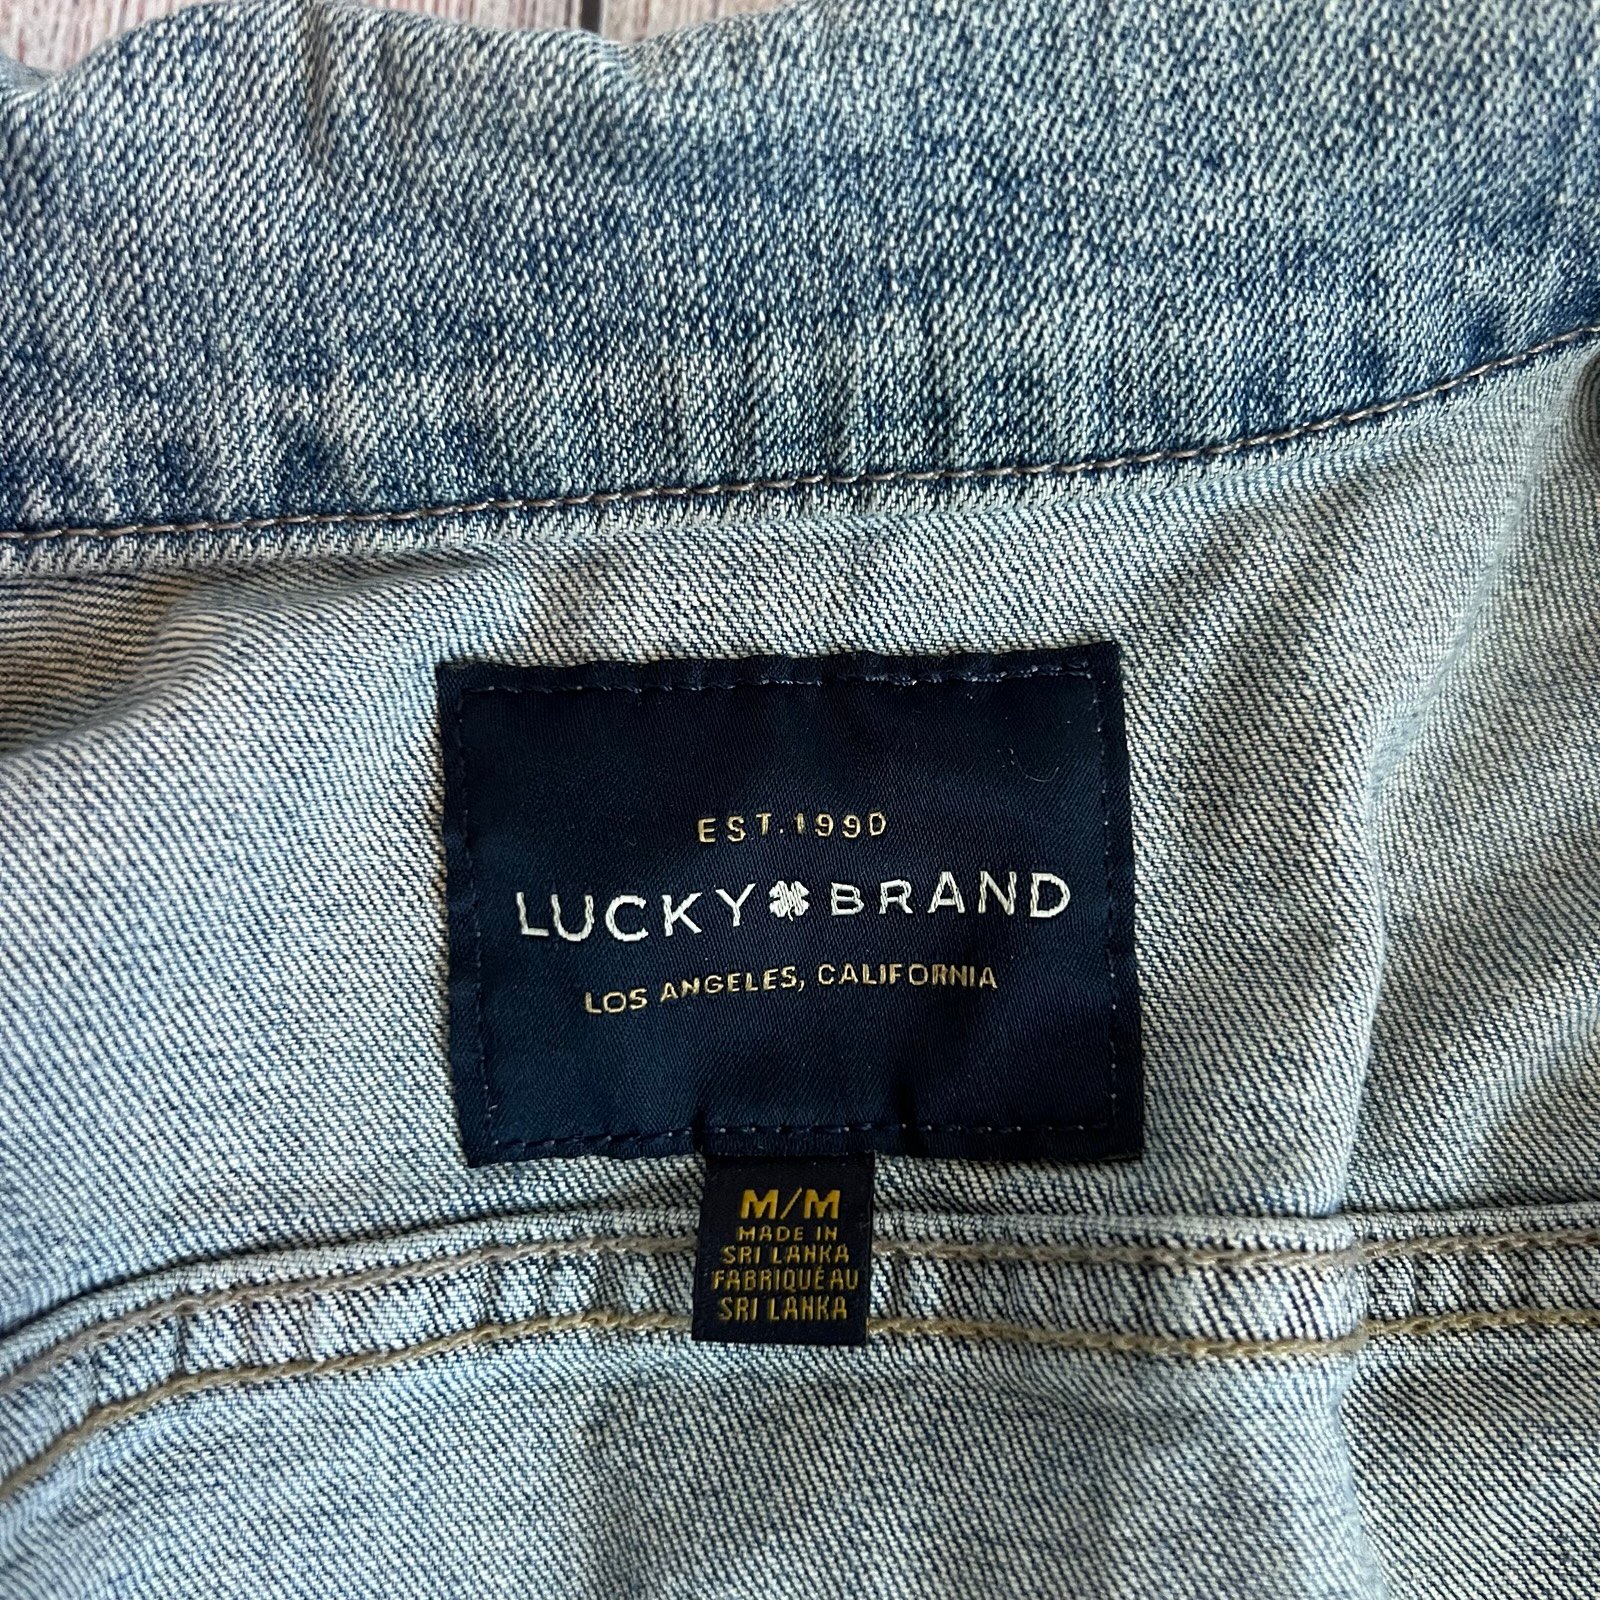 EST. 1990
LUCKY BRAND
LOS ANGELES, CALIFORNIA
M/M
MADE IN
SRI LANKA
FABRIQUÉ AU
SRI LANKA